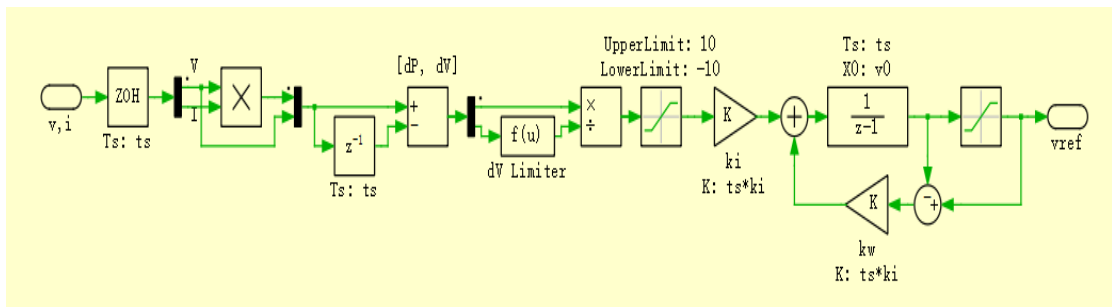 UpperLimit: 10
LowerLimit: -10
Ts: ts
X0: v0
[dP, dV]
V
I
v,i
ZOH
Ts: ts
×
+
−
z⁻¹
Ts: ts
f(u)
dV Limiter
×
÷
K
ki
K: ts*ki
+
1
z-1
vref
K
kw
K: ts*ki
-+